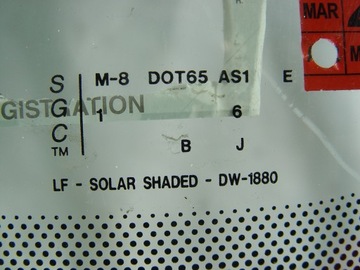 MAR
S M-8 DOT65 AS1 E
GISTRATION
G 1 6
C
TM B J
LF - SOLAR SHADED - DW-1880